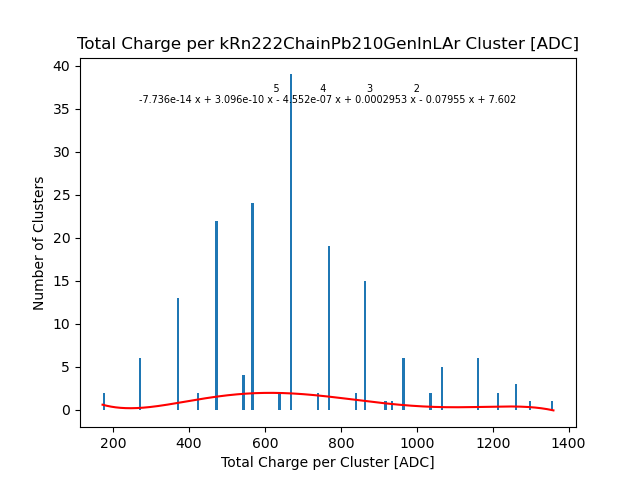 Total Charge per kRn222ChainPb210GenInLAr Cluster [ADC]
40
35
30
25
20
15
10
5
0
Number of Clusters
5 4 3 2
-7.736e-14 x + 3.096e-10 x - 4.552e-07 x + 0.0002953 x - 0.07955 x + 7.602
200 400 600 800 1000 1200 1400
Total Charge per Cluster [ADC]